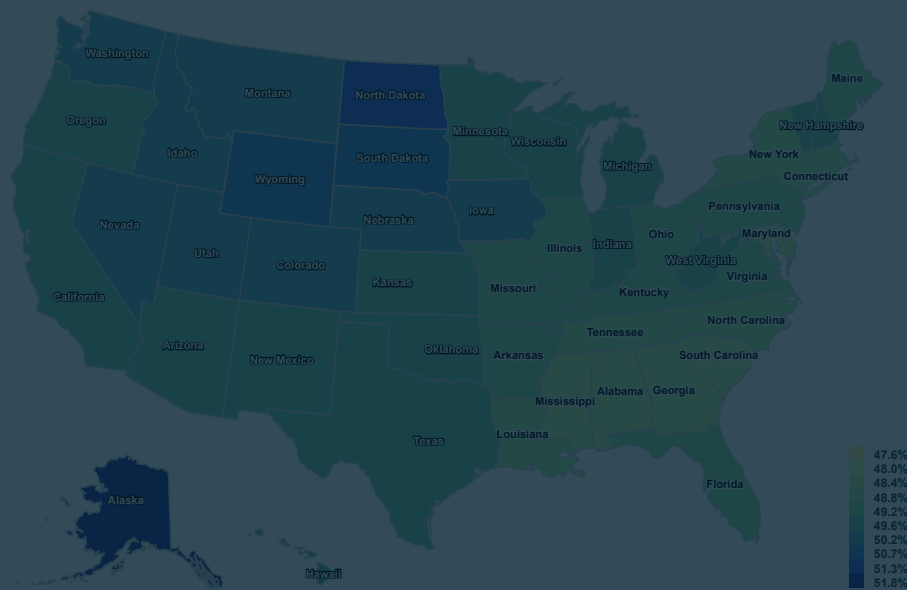 Washington
Montana
North Dakota
Maine
Oregon
Minnesota
New Hampshire
Idaho
South Dakota
Wisconsin
New York
Wyoming
Michigan
Connecticut
Nevada
Nebraska
Iowa
Pennsylvania
Utah
Colorado
Illinois
Indiana
Ohio
Maryland
West Virginia
Virginia
California
Kansas
Missouri
Kentucky
Arizona
New Mexico
Oklahoma
Arkansas
Tennessee
North Carolina
South Carolina
Mississippi
Alabama
Georgia
Texas
Louisiana
Florida
Alaska
Hawaii
47.6%
48.0%
48.4%
48.8%
49.2%
49.6%
50.2%
50.7%
51.3%
51.8%